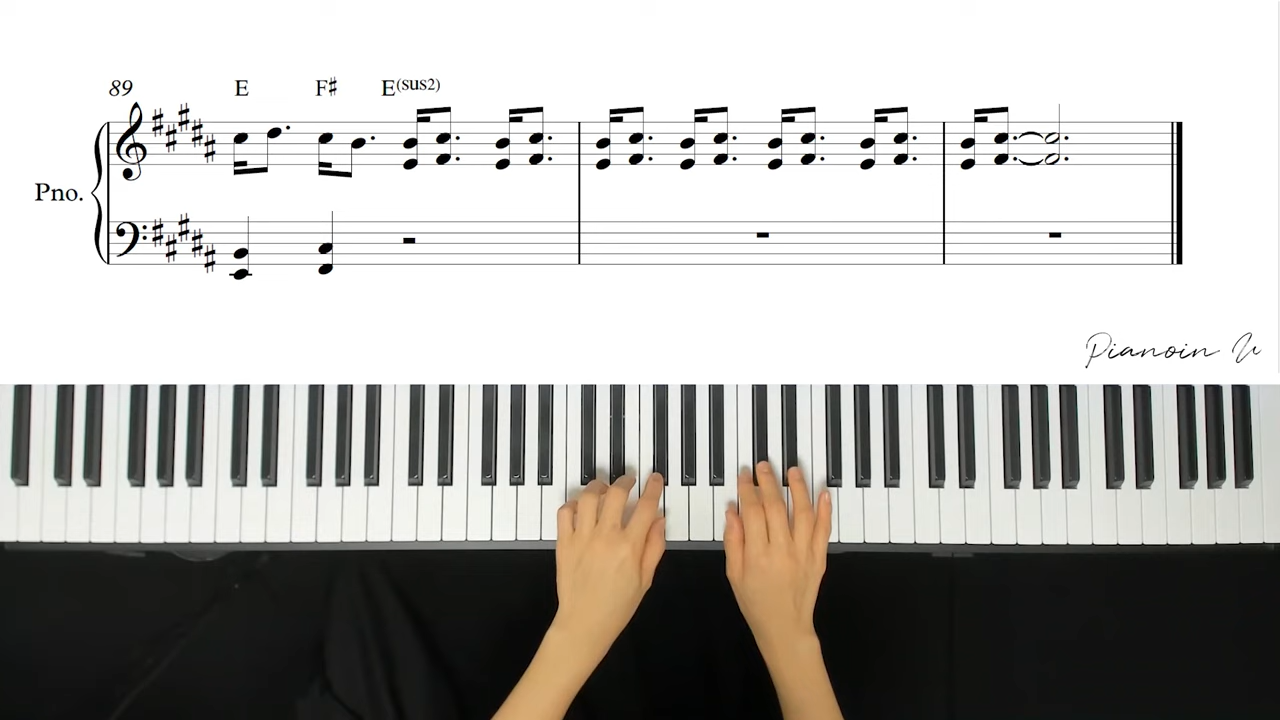 89 E F♯ E(sus2)
Pno.
Pianoin U